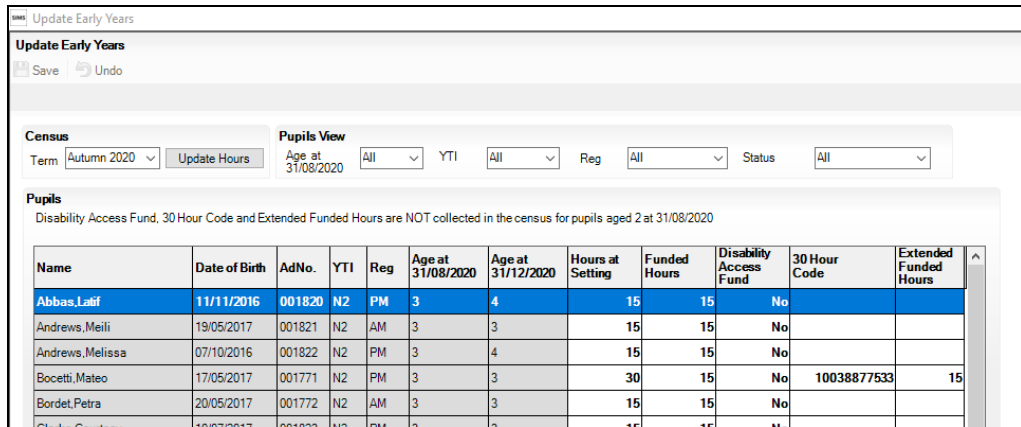 SIMS Update Early Years
Update Early Years
Save Undo
Census Pupils View
Term Autumn 2020 Update Hours Age at 31/08/2020 All YTI All Reg All Status All
Pupils
Disability Access Fund, 30 Hour Code and Extended Funded Hours are NOT collected in the census for pupils aged 2 at 31/08/2020
Name Date of Birth AdNo. YTI Reg Age at 31/08/2020 Age at 31/12/2020 Hours at Setting Funded Hours Disability Access Fund 30 Hour Code Extended Funded Hours
Abbas,Latif 11/11/2016 001820 N2 PM 3 4 15 15 No
Andrews,Meili 19/05/2017 001821 N2 AM 3 3 15 15 No
Andrews,Melissa 07/10/2016 001822 N2 PM 3 4 15 15 No
Bocetti,Mateo 17/05/2017 001771 N2 PM 3 3 30 15 No 10038877533 15
Bordet,Petra 20/05/2017 001772 N2 AM 3 3 15 15 No